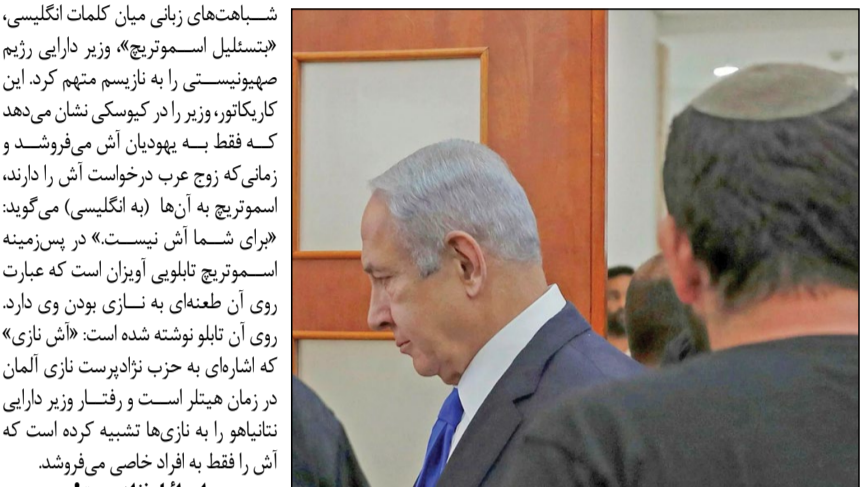 شباهت‌های زبانی میان کلمات انگلیسی،
«بتسئلیل اسموتریچ»، وزیر دارایی رژیم
صهیونیستی را به نازیسم متهم کرد. این
کاریکاتور، وزیر را در کیوسکی نشان می‌دهد
که فقط به یهودیان آش می‌فروشد و
زمانی‌که زوج عرب درخواست آش را دارند،
اسموتریچ به آن‌ها (به انگلیسی) می‌گوید:
«برای شما آش نیست.» در پس‌زمینه
اسموتریچ تابلویی آویزان است که عبارت
روی آن طعنه‌ای به نازی بودن وی دارد.
روی آن تابلو نوشته شده است: «آش نازی»
که اشاره‌ای به حزب نژادپرست نازی آلمان
در زمان هیتلر است و رفتار وزیر دارایی
نتانیاهو را به نازی‌ها تشبیه کرده است که
آش را فقط به افراد خاصی می‌فروشد.